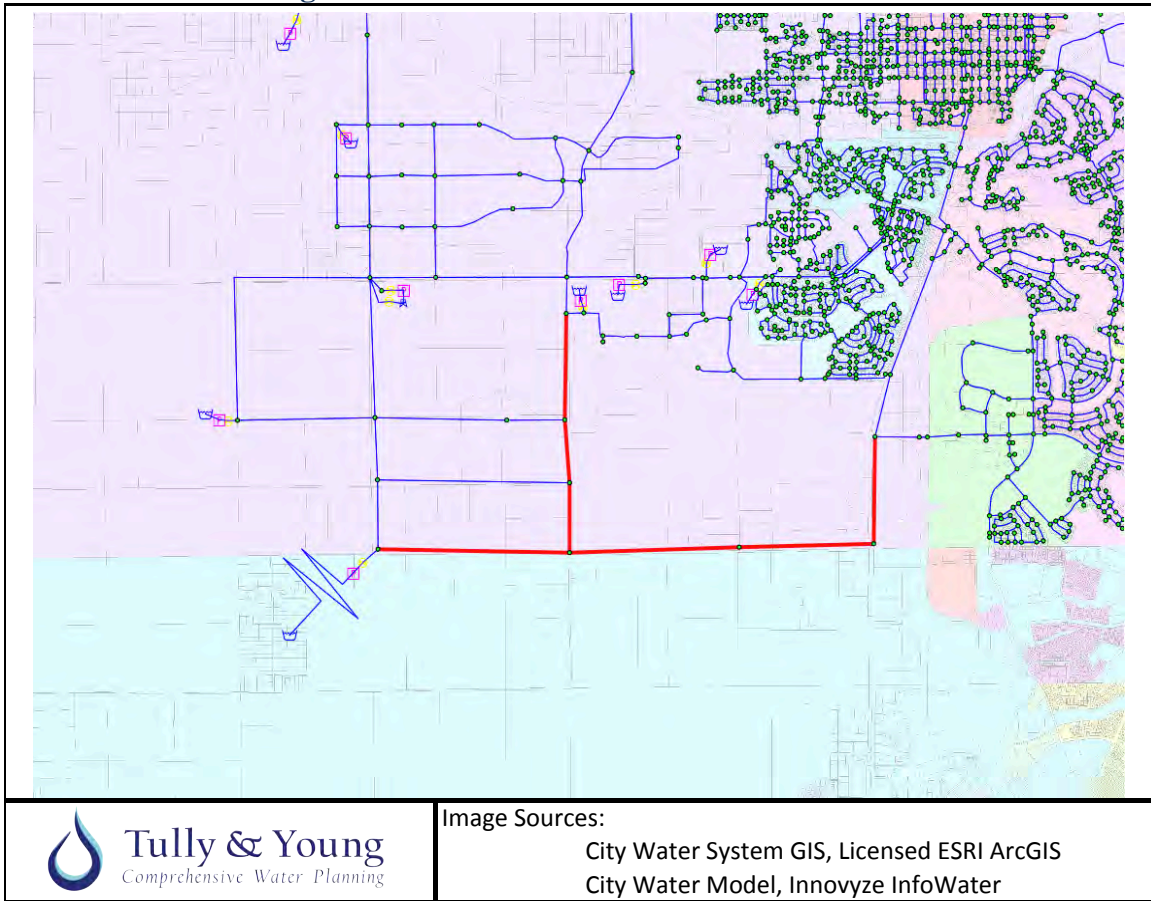 Tully & Young
Comprehensive Water Planning
Image Sources:
City Water System GIS, Licensed ESRI ArcGIS
City Water Model, Innovyze InfoWater